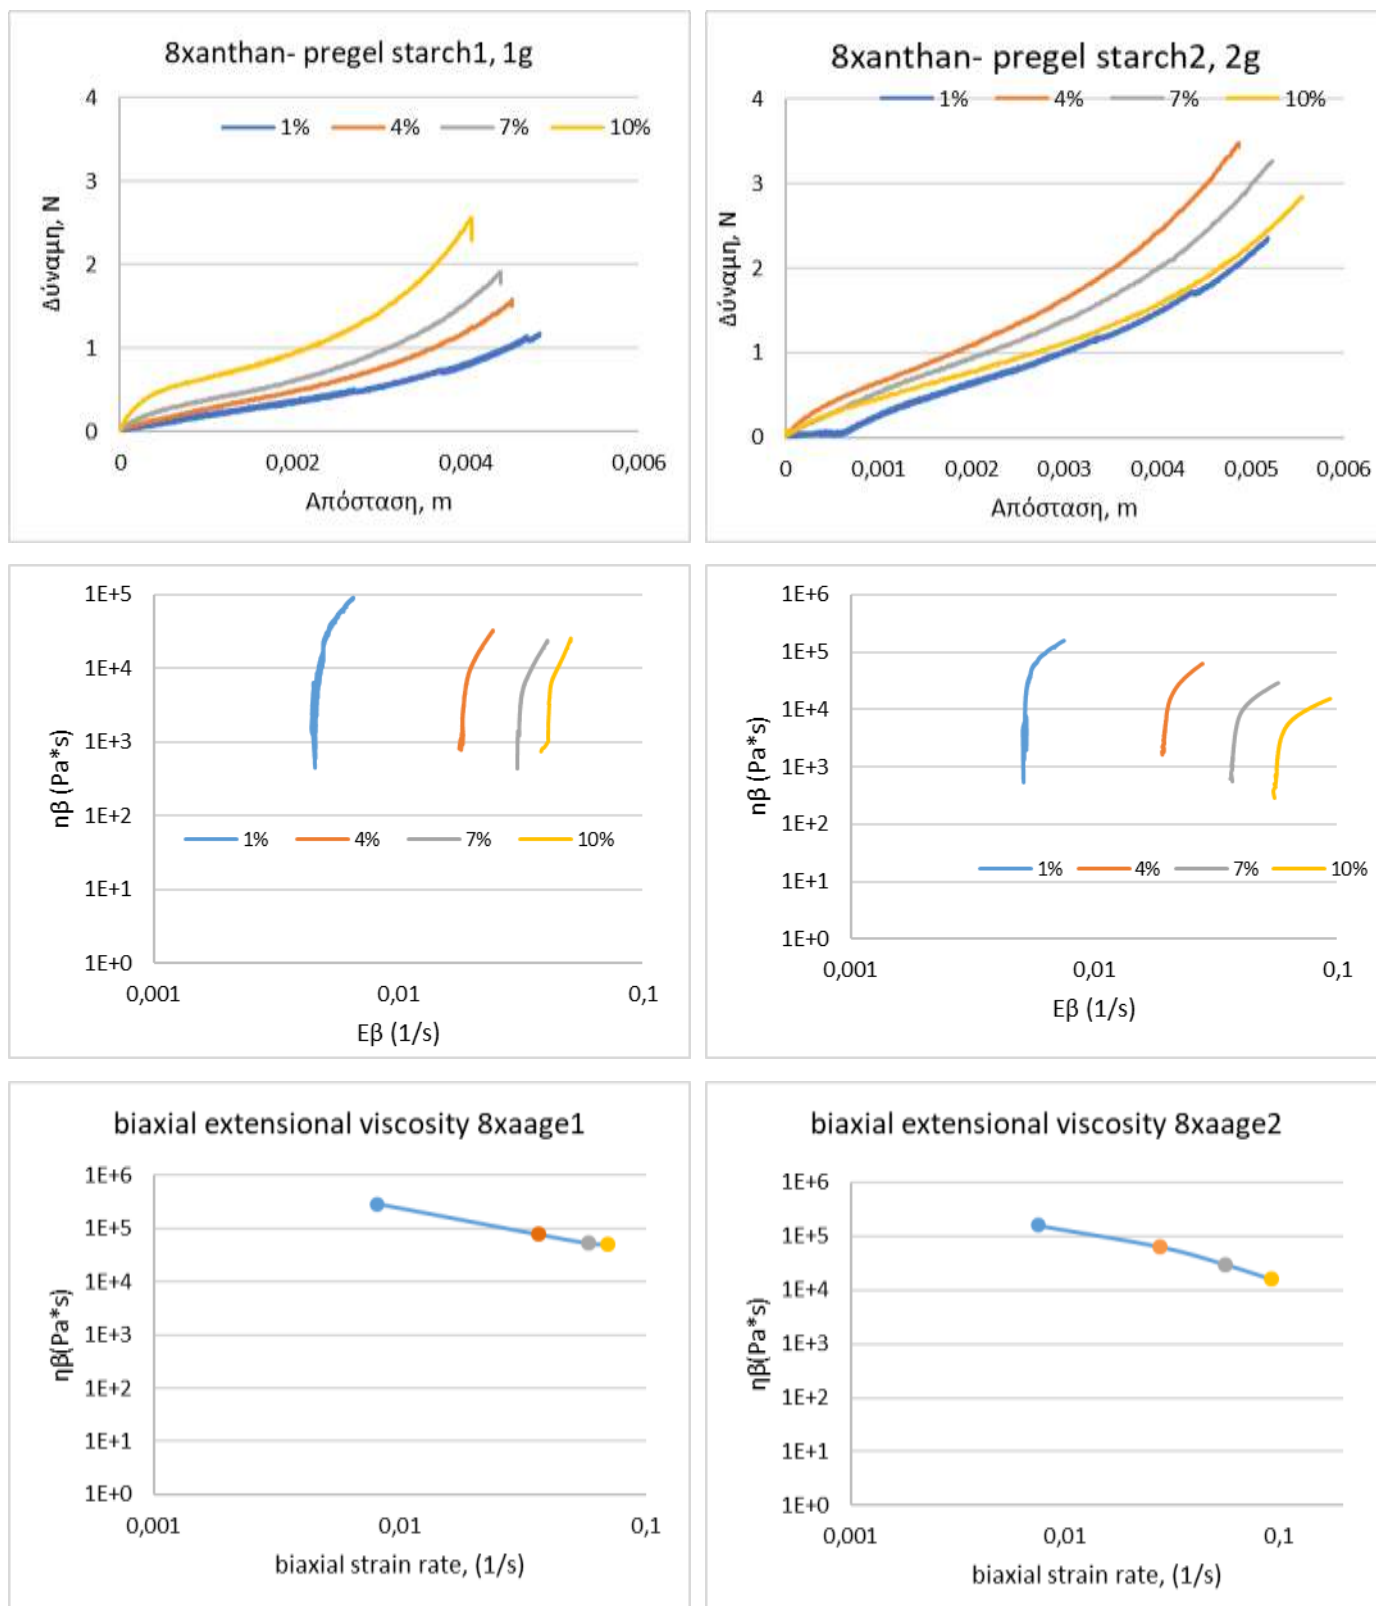 8xanthan- pregel starch1, 1g
4
3
2
1
0
1% 4% 7% 10%
Δύναμη, N
0 0,002 0,004 0,006
Απόσταση, m
8xanthan- pregel starch2, 2g
4
3
2
1
0
1% 4% 7% 10%
Δύναμη, N
0 0,001 0,002 0,003 0,004 0,005 0,006
Απόσταση, m
1E+5
1E+4
1E+3
1E+2
1E+1
1E+0
nβ (Pa*s)
1% 4% 7% 10%
0,001 0,01 0,1
Eβ (1/s)
1E+6
1E+5
1E+4
1E+3
1E+2
1E+1
1E+0
nβ (Pa*s)
1% 4% 7% 10%
0,001 0,01 0,1
Eβ (1/s)
biaxial extensional viscosity 8xaage1
1E+6
1E+5
1E+4
1E+3
1E+2
1E+1
1E+0
ηβ(Pa*s)
0,001 0,01 0,1
biaxial strain rate, (1/s)
biaxial extensional viscosity 8xaage2
1E+6
1E+5
1E+4
1E+3
1E+2
1E+1
1E+0
ηβ(Pa*s)
0,001 0,01 0,1
biaxial strain rate, (1/s)